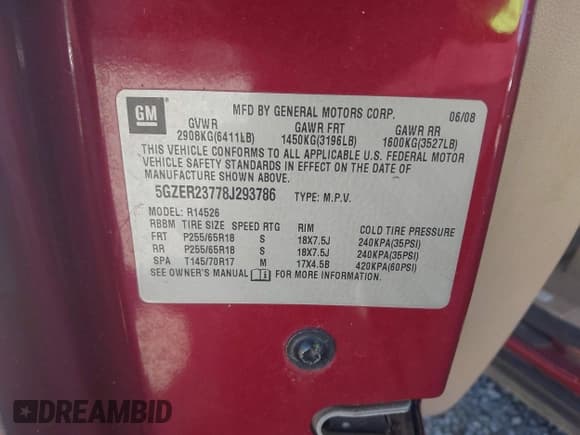 GM
MFD BY GENERAL MOTORS CORP. 06/08
GVWR GAWR FRT GAWR RR
2908KG(6411LB) 1450KG(3196LB) 1600KG(3527LB)
THIS VEHICLE CONFORMS TO ALL APPLICABLE U.S. FEDERAL MOTOR
VEHICLE SAFETY STANDARDS IN EFFECT ON THE DATE OF
MANUFACTURE SHOWN ABOVE.
5GZER23778J293786 TYPE: M.P.V.
MODEL: R14526
RBBM TIRE SIZE SPEED RTG RIM COLD TIRE PRESSURE
FRT P255/65R18 S 18X7.5J 240KPA(35PSI)
RR P255/65R18 S 18X7.5J 240KPA(35PSI)
SPA T145/70R17 M 17X4.5B 420KPA(60PSI)
SEE OWNER'S MANUAL FOR MORE INFORMATION.
DREAMBID